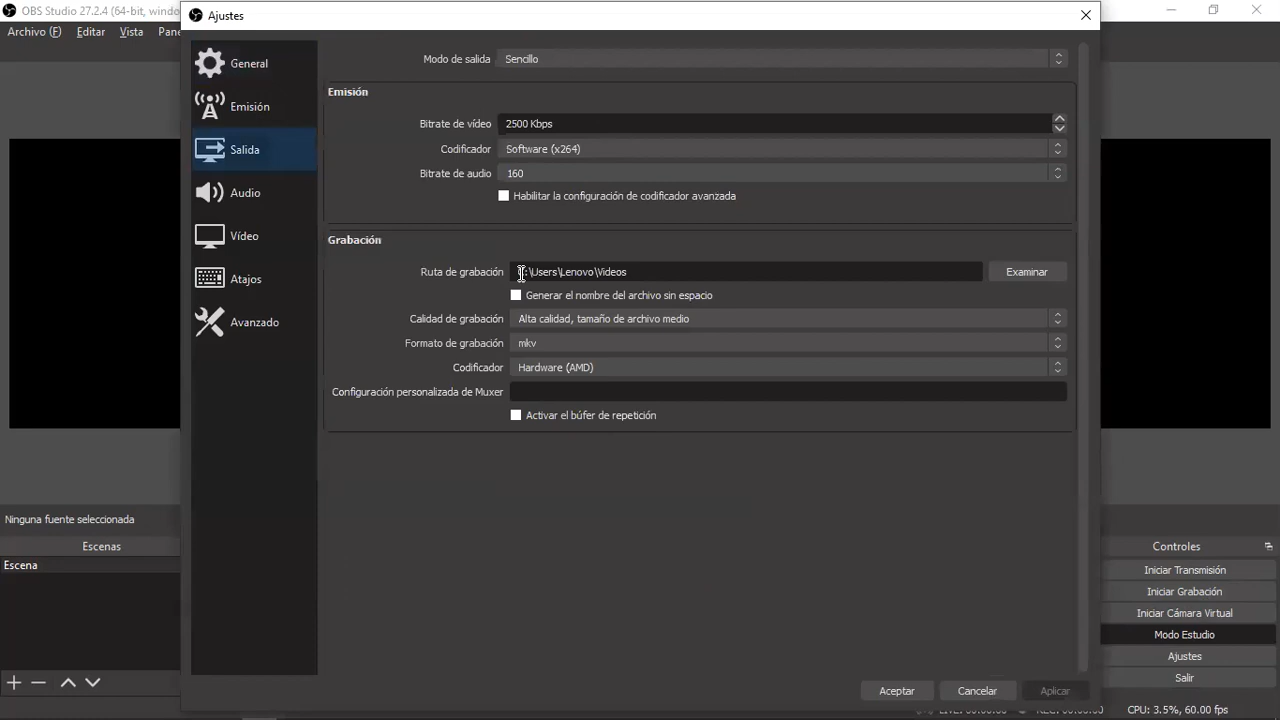 OBS Studio 27.2.4 (64-bit, windo
Ajustes
Archivo (F) Editar Vista Pane
General
Emisión
Salida
Audio
Vídeo
Atajos
Avanzado
Modo de salida Sencillo
Emisión
Bitrate de vídeo 2500 Kbps
Codificador Software (x264)
Bitrate de audio 160
Habilitar la configuración de codificador avanzada
Grabación
Ruta de grabación :\Users\Lenovo\Videos Examinar
Generar el nombre del archivo sin espacio
Calidad de grabación Alta calidad, tamaño de archivo medio
Formato de grabación mkv
Codificador Hardware (AMD)
Configuración personalizada de Muxer
Activar el búfer de repetición
Ninguna fuente seleccionada
Escenas
Escena
Controles
Iniciar Transmisión
Iniciar Grabación
Iniciar Cámara Virtual
Modo Estudio
Ajustes
Salir
Aceptar Cancelar Aplicar
CPU: 3.5%, 60.00 fps